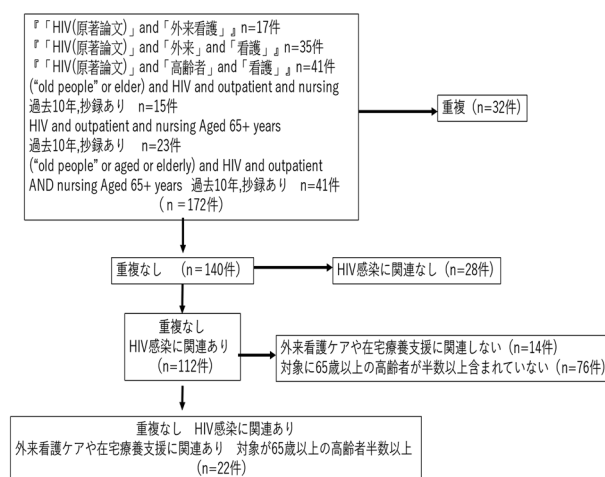 『「HIV(原著論文)」and「外来看護」』n=17件
『「HIV(原著論文)」and「外来」and「看護」』n=35件
『「HIV(原著論文)」and「高齢者」and「看護」』n=41件
(“old people” or elder) and HIV and outpatient and nursing
過去10年,抄録あり n=15件
HIV and outpatient and nursing Aged 65+ years
過去10年,抄録あり n=23件
(“old people” or aged or elderly) and HIV and outpatient
AND nursing Aged 65+ years 過去10年,抄録あり n=41件
(n=172件)
重複(n=32件)
重複なし (n=140件)
HIV感染に関連なし(n=28件)
重複なし
HIV感染に関連あり
(n=112件)
外来看護ケアや在宅療養支援に関連しない(n=14件)
対象に65歳以上の高齢者が半数以上含まれていない(n=76件)
重複なし HIV感染に関連あり
外来看護ケアや在宅療養支援に関連あり 対象が65歳以上の高齢者半数以上
(n=22件)